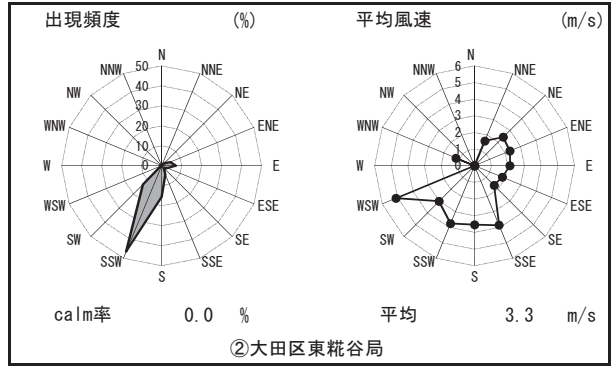 出現頻度 (%) 平均風速 (m/s)
N N
NNW 50 NNE NNW 6 NNE
NW 40 NE NW 5 NE
30 4
WNW 20 ENE WNW 3 ENE
10 2
1
W 0 E W 0 E
WSW ESE WSW ESE
SW SE SW SE
SSW SSE SSW SSE
S S
calm率 0.0 % 平均 3.3 m/s
②大田区東糀谷局